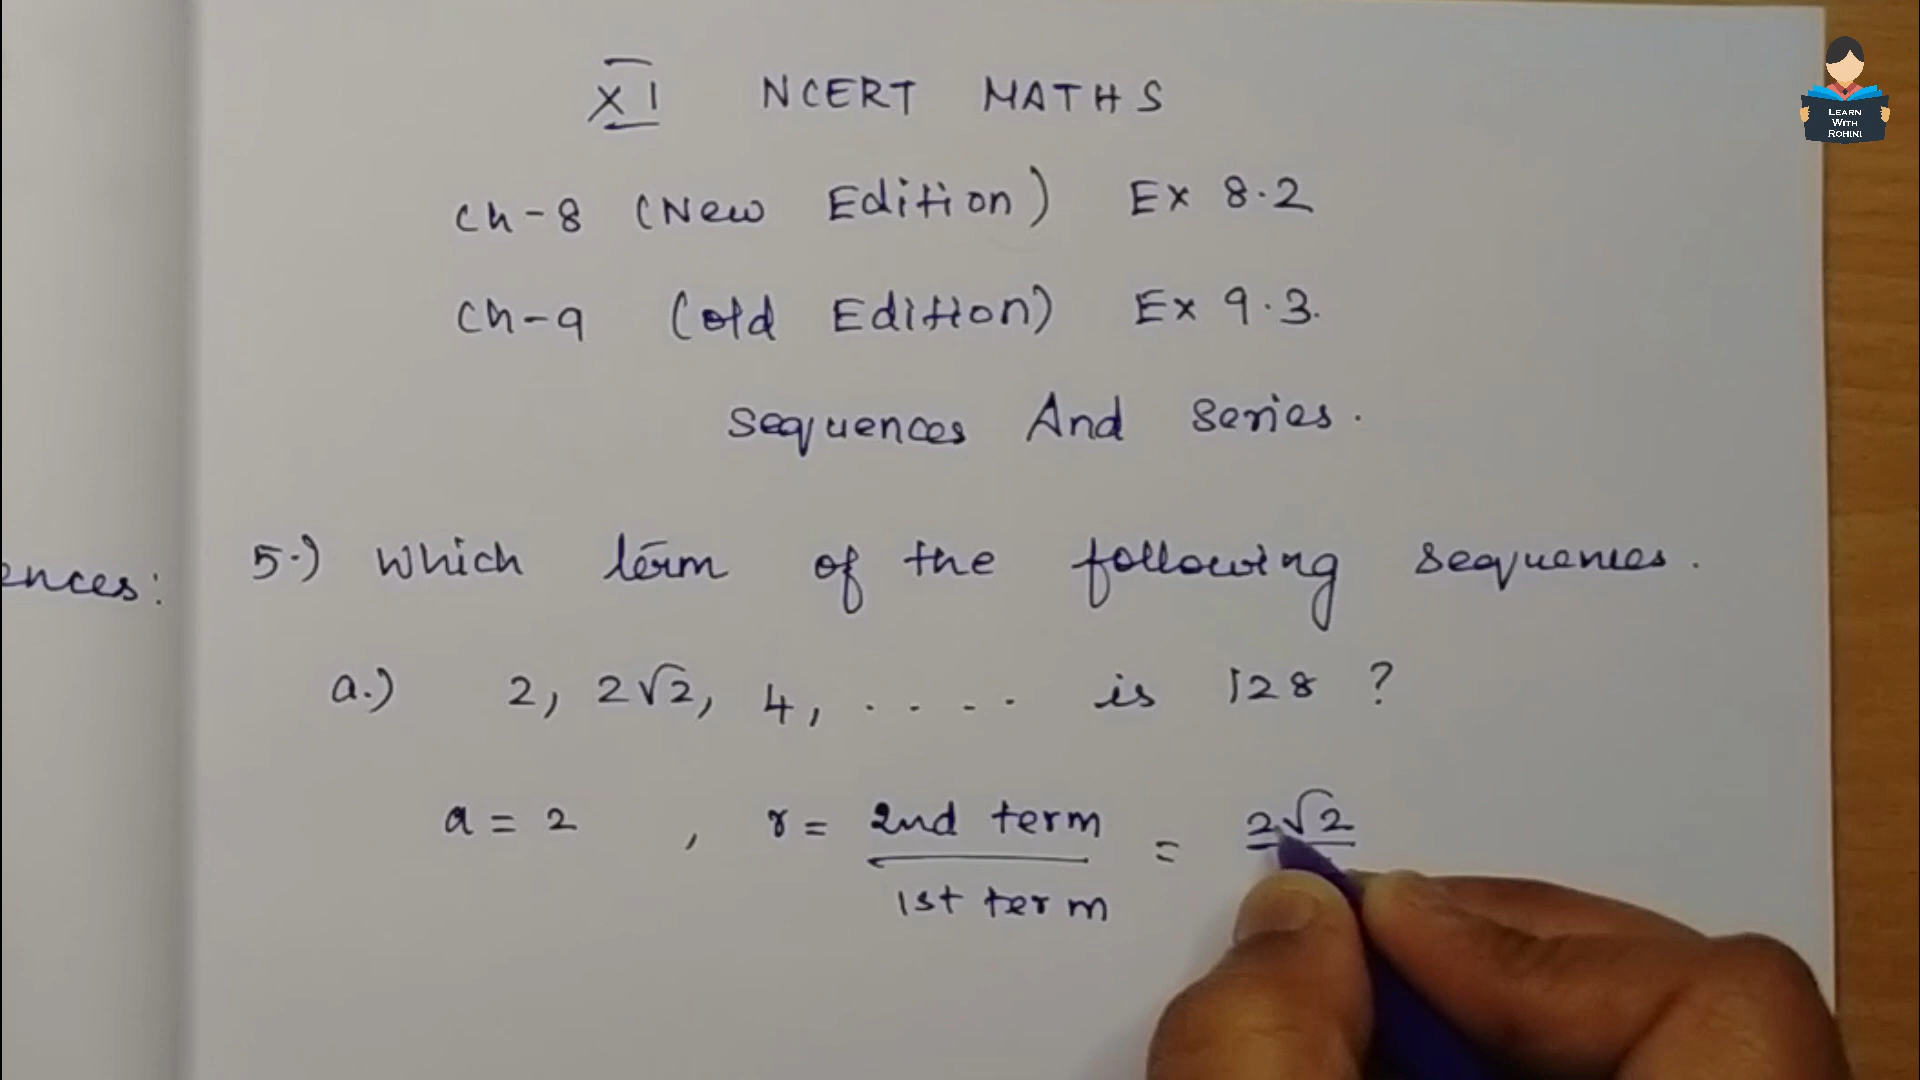 XI NCERT MATHS
LEARN
WITH
ROHINI
Ch-8 (New Edition) Ex 8.2
Ch-9 (old Edition) Ex 9.3.
Sequences And Series.
ences:
5.) Which term of the following sequences.
a.) 2, 2√2, 4, . . . . is 128 ?
a = 2 , r = 2nd term / 1st term = 2√2